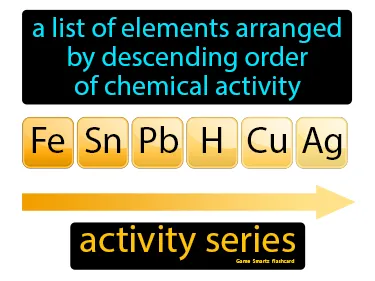 a list of elements arranged
by descending order
of chemical activity
Fe Sn Pb H Cu Ag
activity series
Game Smartz flashcard